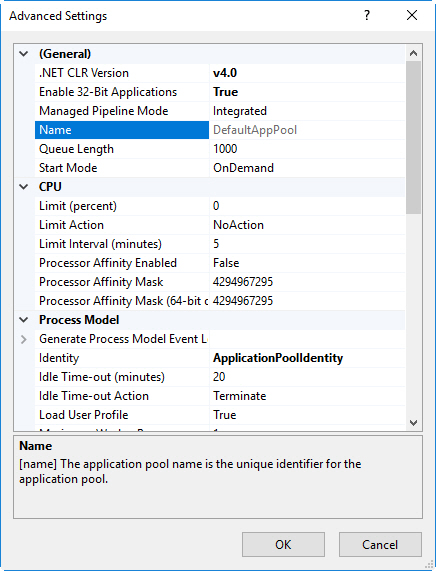 Advanced Settings
(General)
.NET CLR Version v4.0
Enable 32-Bit Applications True
Managed Pipeline Mode Integrated
Name DefaultAppPool
Queue Length 1000
Start Mode OnDemand
CPU
Limit (percent) 0
Limit Action NoAction
Limit Interval (minutes) 5
Processor Affinity Enabled False
Processor Affinity Mask 4294967295
Processor Affinity Mask (64-bit 4294967295
Process Model
Generate Process Model Event L
Identity ApplicationPoolIdentity
Idle Time-out (minutes) 20
Idle Time-out Action Terminate
Load User Profile True
Name
[name] The application pool name is the unique identifier for the
application pool.
OK Cancel